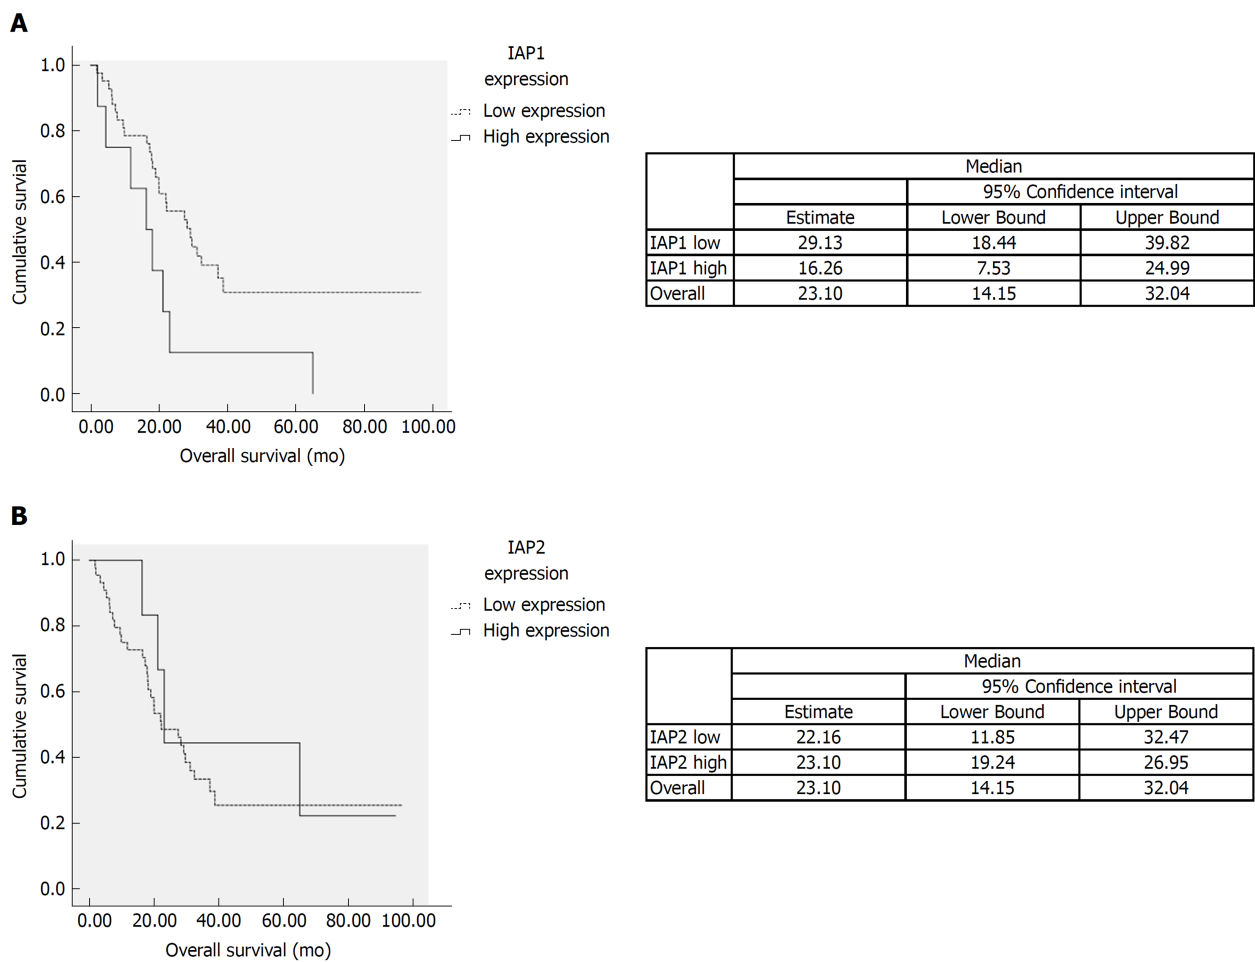 A
IAP1
expression
Low expression
High expression
1.0
0.8
0.6
0.4
0.2
0.0
Cumulative survival
0.00 20.00 40.00 60.00 80.00 100.00
Overall survival (mo)
Median
95% Confidence interval
Estimate Lower Bound Upper Bound
IAP1 low 29.13 18.44 39.82
IAP1 high 16.26 7.53 24.99
Overall 23.10 14.15 32.04
B
IAP2
expression
Low expression
High expression
1.0
0.8
0.6
0.4
0.2
0.0
Cumulative survial
0.00 20.00 40.00 60.00 80.00 100.00
Overall survival (mo)
Median
95% Confidence interval
Estimate Lower Bound Upper Bound
IAP2 low 22.16 11.85 32.47
IAP2 high 23.10 19.24 26.95
Overall 23.10 14.15 32.04